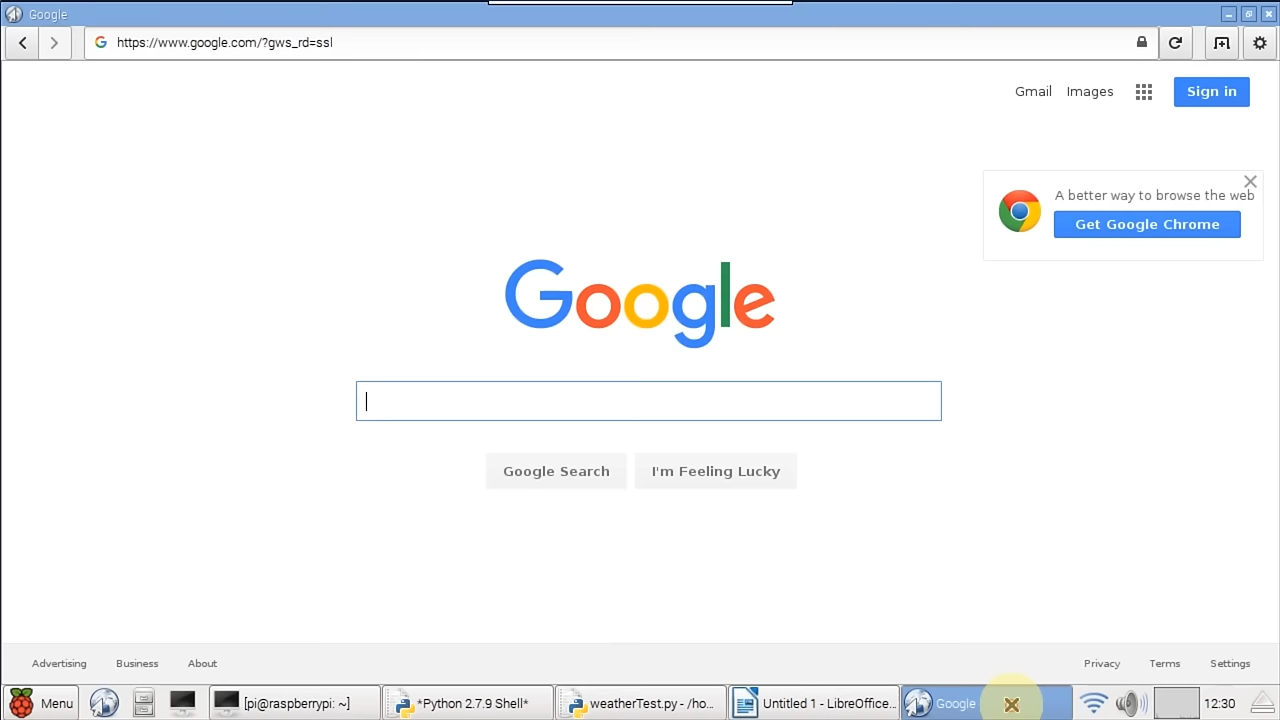 Google
https://www.google.com/?gws_rd=ssl
Gmail Images Sign in
A better way to browse the web
Get Google Chrome
Google
Google Search I'm Feeling Lucky
Advertising Business About Privacy Terms Settings
Menu [pi@raspberrypi: ~] *Python 2.7.9 Shell* weatherTest.py - /ho... Untitled 1 - LibreOffice... Google 12:30